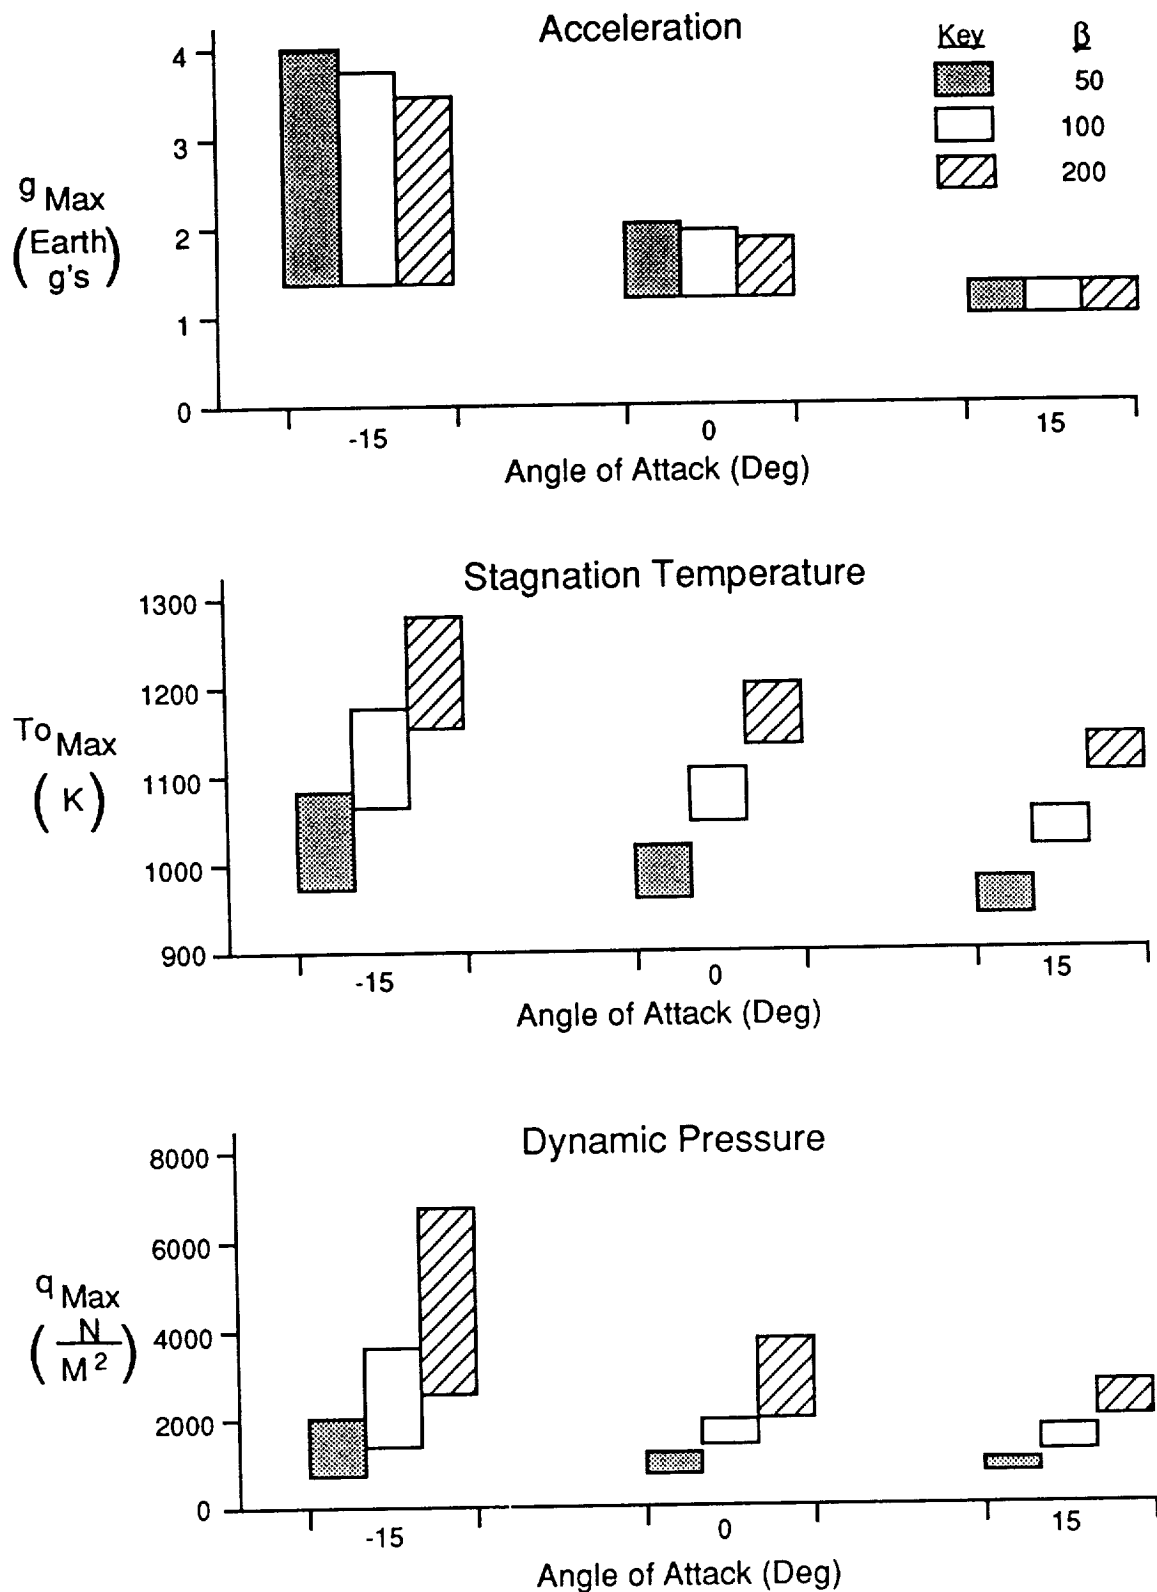 Acceleration
Key β
50
100
200
4
3
2
1
0
g Max
(Earth g's)
-15 0 15
Angle of Attack (Deg)
Stagnation Temperature
1300
1200
1100
1000
900
To Max
(K)
-15 0 15
Angle of Attack (Deg)
Dynamic Pressure
8000
6000
4000
2000
0
q Max
(N/M²)
-15 0 15
Angle of Attack (Deg)